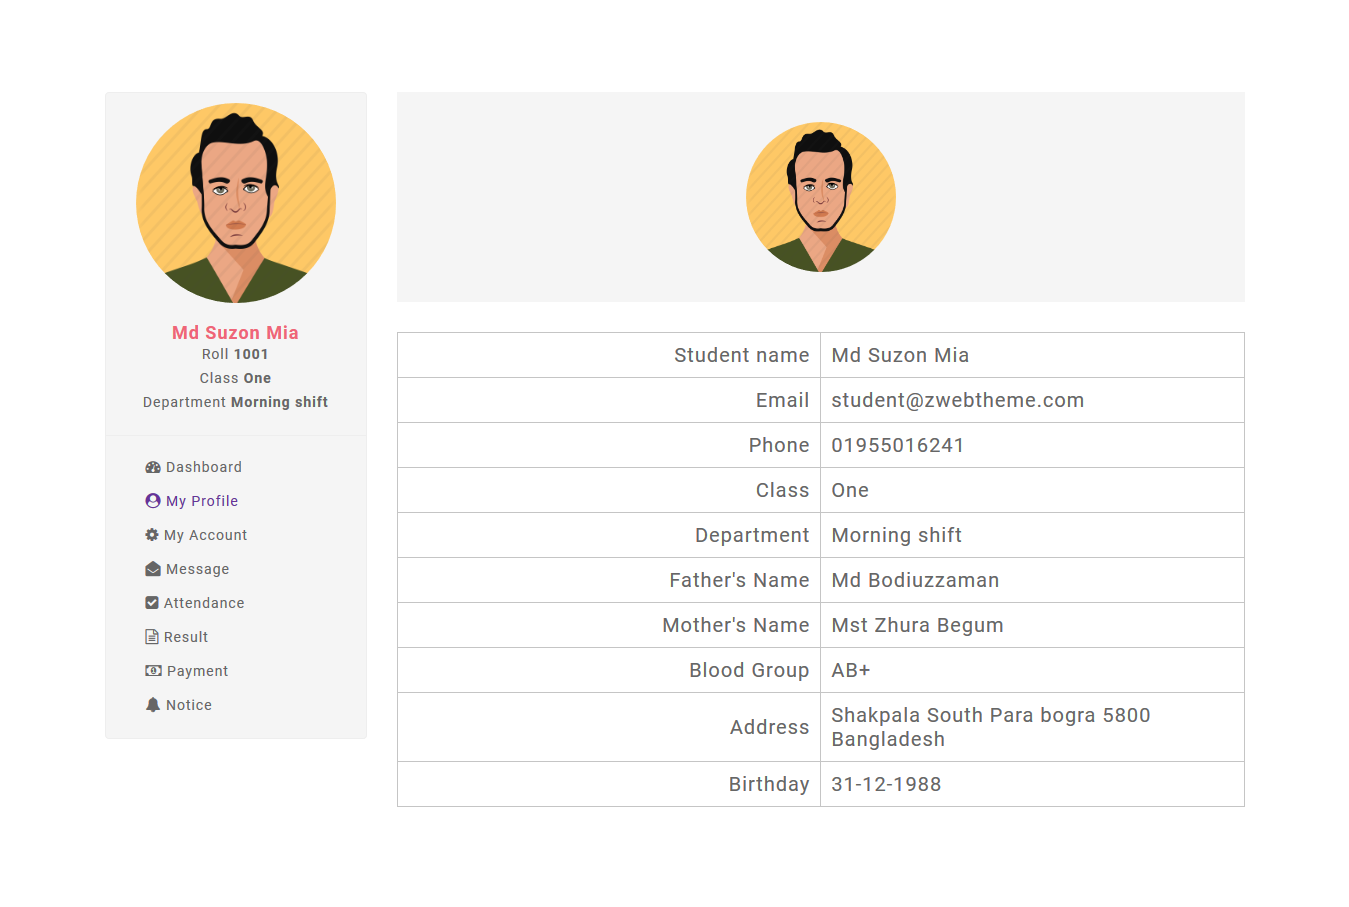 Md Suzon Mia
Roll 1001
Class One
Department Morning shift
Dashboard
My Profile
My Account
Message
Attendance
Result
Payment
Notice
Student name Md Suzon Mia
Email student@zwebtheme.com
Phone 01955016241
Class One
Department Morning shift
Father's Name Md Bodiuzzaman
Mother's Name Mst Zhura Begum
Blood Group AB+
Address Shakpala South Para bogra 5800
Bangladesh
Birthday 31-12-1988